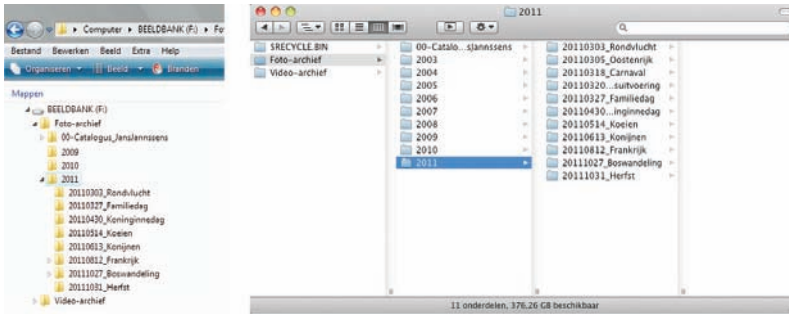 Computer ▸ BEELDBANK (F:) ▸ Fo
Bestand Bewerken Beeld Extra Help
Organiseren Beeld Branden
Mappen
BEELDBANK (F:)
Foto-archief
00-Catalogus_JansJannssens
2009
2010
2011
20110303_Rondvlucht
20110327_Familiedag
20110430_Koninginnedag
20110514_Koeien
20110613_Konijnen
20110812_Frankrijk
20111027_Boswandeling
20111031_Herfst
Video-archief
2011
$RECYCLE.BIN
Foto-archief
Video-archief
00-Catalo...sJannssens
2003
2004
2005
2006
2007
2008
2009
2010
2011
20110303_Rondvlucht
20110305_Oostenrijk
20110318_Carnaval
20110320...suitvoering
20110327_Familiedag
20110430...inginnedag
20110514_Koeien
20110613_Konijnen
20110812_Frankrijk
20111027_Boswandeling
20111031_Herfst
11 onderdelen, 376,26 GB beschikbaar